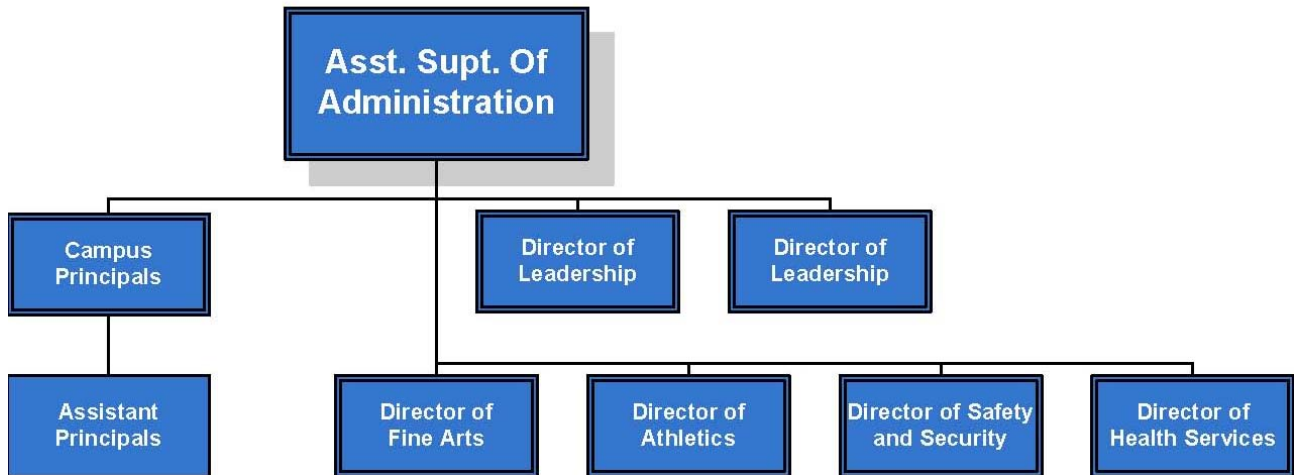 Asst. Supt. Of
Administration
Campus
Principals
Director of
Leadership
Director of
Leadership
Assistant
Principals
Director of
Fine Arts
Director of
Athletics
Director of Safety
and Security
Director of
Health Services